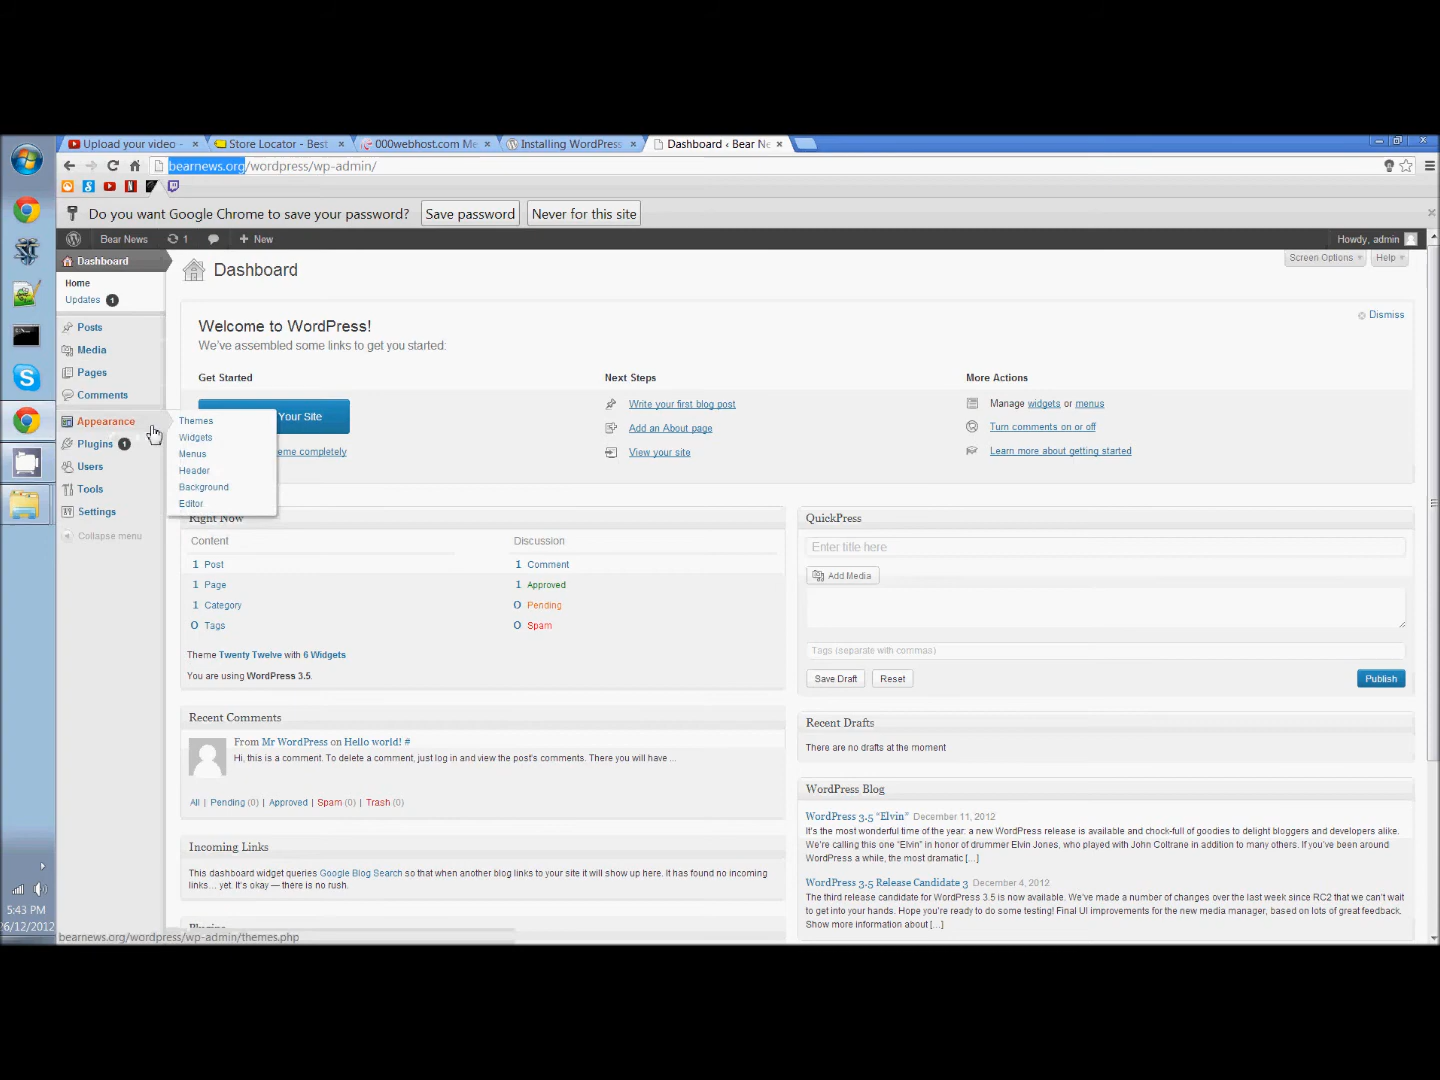 Upload your video -
Store Locator - Best
000webhost.com Me
Installing WordPress
Dashboard ‹ Bear Ne
bearnews.org/wordpress/wp-admin/
Do you want Google Chrome to save your password?
Save password
Never for this site
Bear News
1
+ New
Howdy, admin
Dashboard
Home
Updates 1
Posts
Media
Pages
Comments
Appearance
Plugins 1
Users
Tools
Settings
Collapse menu
Themes
Widgets
Menus
Header
Background
Editor
Dashboard
Screen Options
Help
Welcome to WordPress!
We've assembled some links to get you started:
Dismiss
Get Started
Your Site
eme completely
Next Steps
Write your first blog post
Add an About page
View your site
More Actions
Manage widgets or menus
Turn comments on or off
Learn more about getting started
Right Now
Content
Discussion
1 Post
1 Comment
1 Page
1 Approved
1 Category
0 Pending
0 Tags
0 Spam
Theme Twenty Twelve with 6 Widgets
You are using WordPress 3.5.
Recent Comments
From Mr WordPress on Hello world! #
Hi, this is a comment. To delete a comment, just log in and view the post's comments. There you will have ...
All | Pending (0) | Approved | Spam (0) | Trash (0)
Incoming Links
This dashboard widget queries Google Blog Search so that when another blog links to your site it will show up here. It has found no incoming
links… yet. It's okay — there is no rush.
Plugins
QuickPress
Enter title here
Add Media
Tags (separate with commas)
Save Draft
Reset
Publish
Recent Drafts
There are no drafts at the moment
WordPress Blog
WordPress 3.5 "Elvin" December 11, 2012
It's the most wonderful time of the year: a new WordPress release is available and chock-full of goodies to delight bloggers and developers alike.
We're calling this one "Elvin" in honor of drummer Elvin Jones, who played with John Coltrane in addition to many others. If you've been around
WordPress a while, the most dramatic […]
WordPress 3.5 Release Candidate 3 December 4, 2012
The third release candidate for WordPress 3.5 is now available. We've made a number of changes over the last week since RC2 that we can't wait
to get into your hands. Hope you're ready to do some testing! Final UI improvements for the new media manager, based on lots of great feedback.
Show more information about […]
5:43 PM
26/12/2012
bearnews.org/wordpress/wp-admin/themes.php